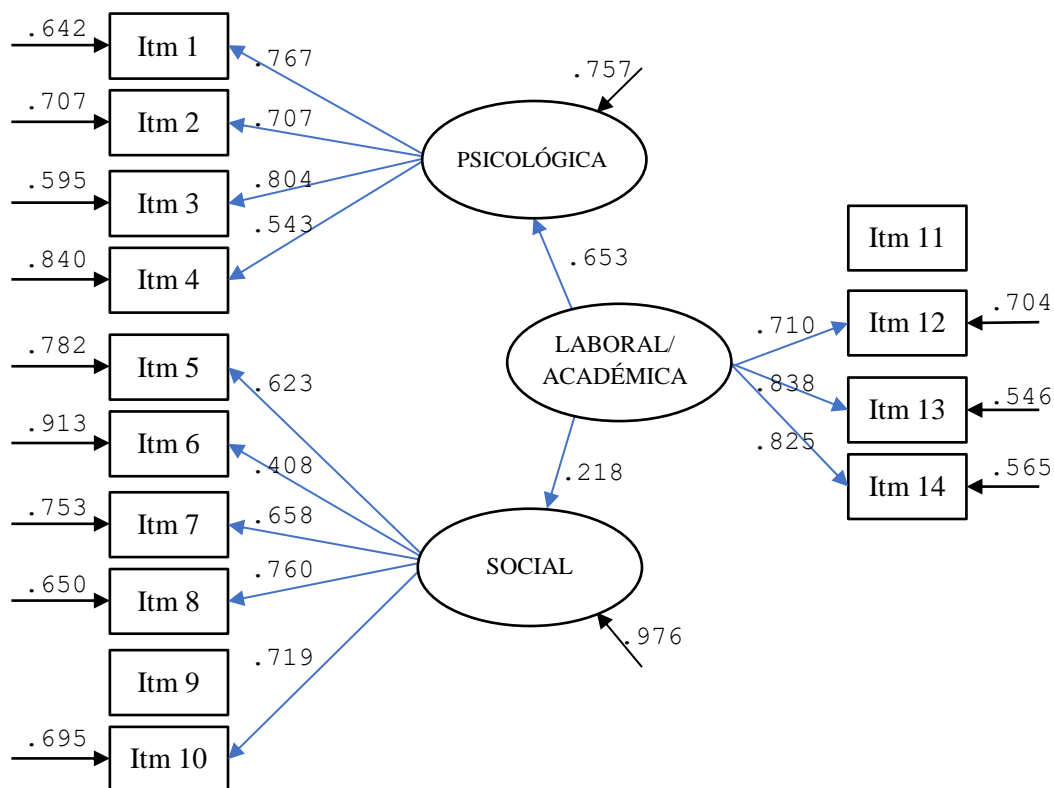 .642
Itm 1
.767
.757
.707
Itm 2
.707
PSICOLÓGICA
.595
Itm 3
.804
.543
Itm 11
.840
Itm 4
.653
.704
.710
Itm 12
.782
Itm 5
LABORAL/
ACADÉMICA
.623
.838
Itm 13
.546
.913
Itm 6
.825
.408
.218
Itm 14
.565
.753
Itm 7
.658
.760
SOCIAL
.650
Itm 8
.976
.719
Itm 9
.695
Itm 10